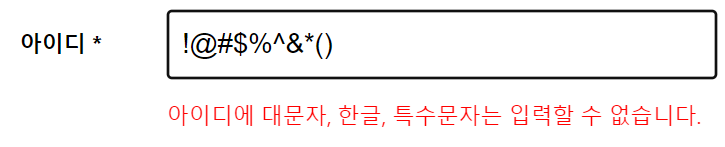 아이디 * !@#$%^&*()
아이디에 대문자, 한글, 특수문자는 입력할 수 없습니다.